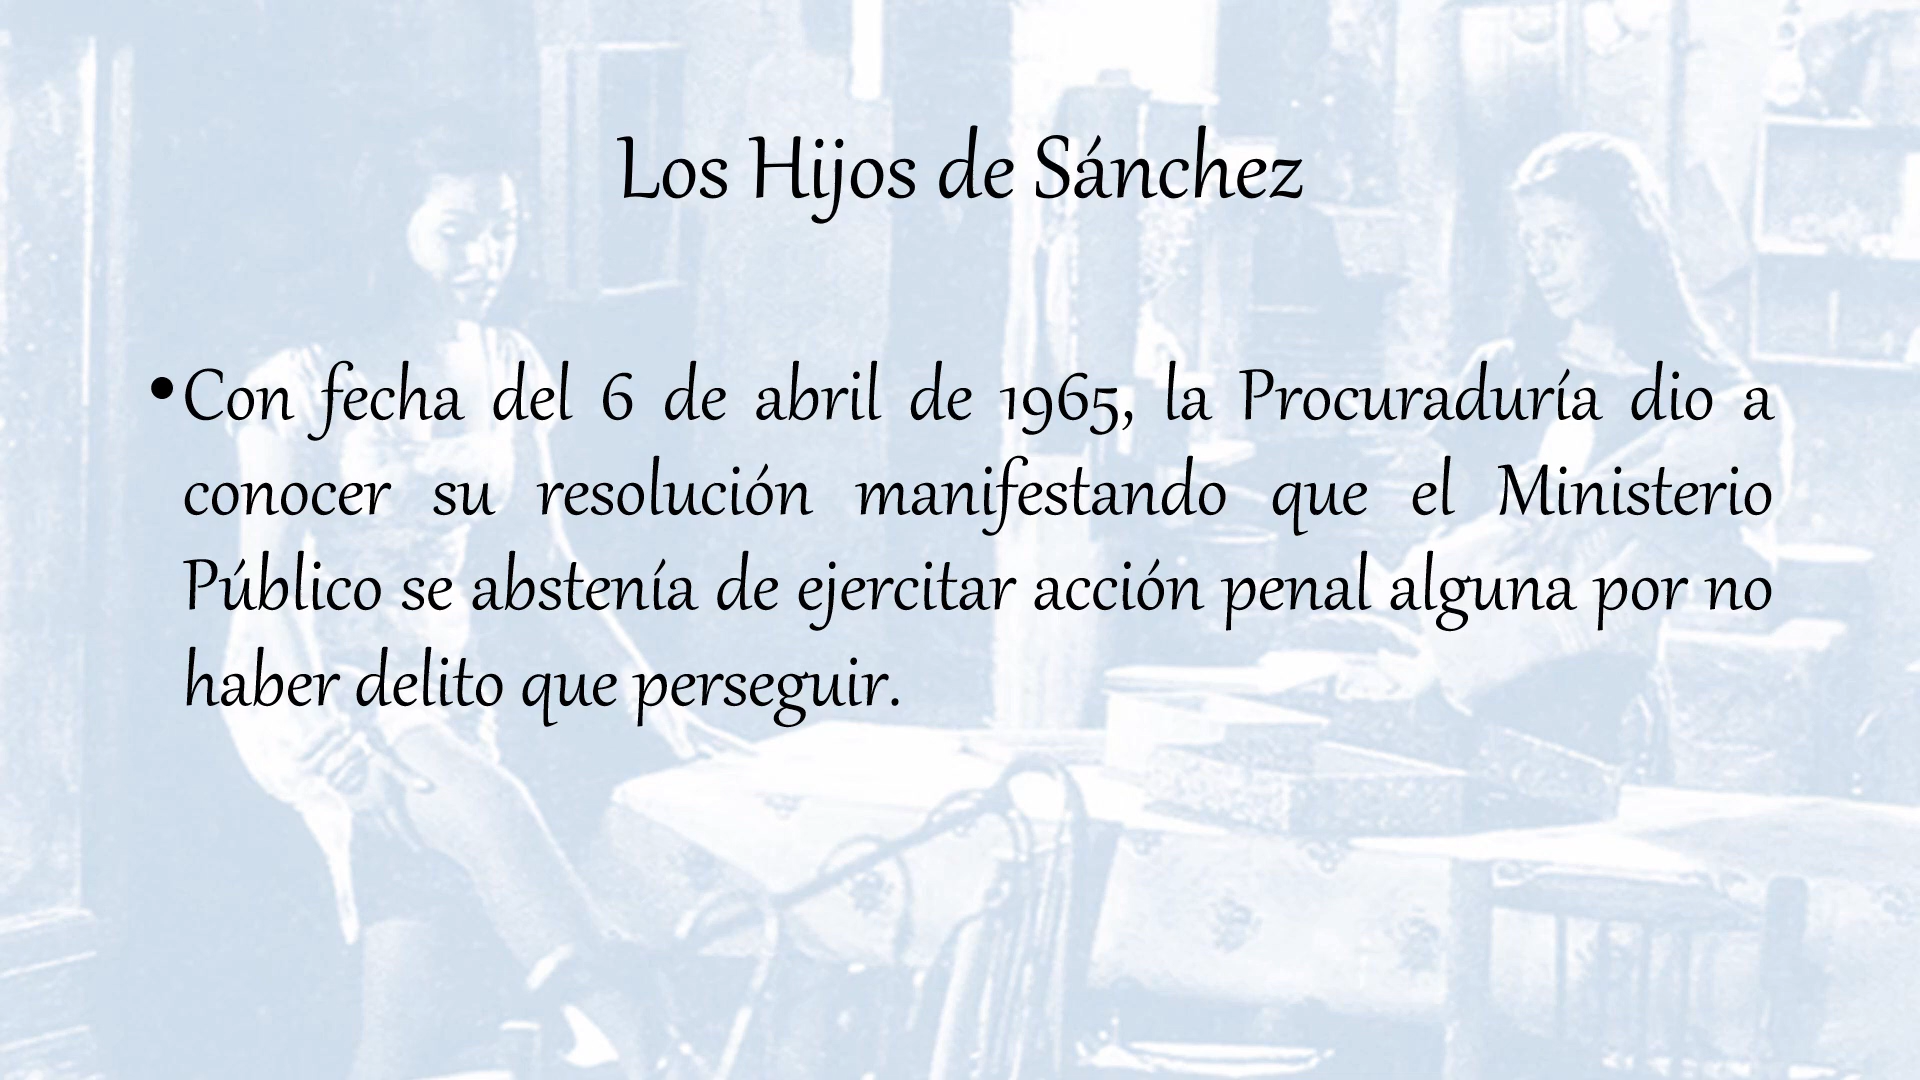 Los Hijos de Sánchez
•Con fecha del 6 de abril de 1965, la Procuraduría dio a
conocer su resolución manifestando que el Ministerio
Público se abstenía de ejercitar acción penal alguna por no
haber delito que perseguir.